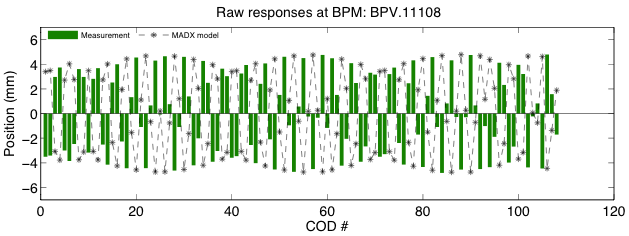 Raw responses at BPM: BPV.11108
Measurement
MADX model
Position (mm)
6
4
2
0
−2
−4
−6
0
20
40
60
80
100
120
COD #